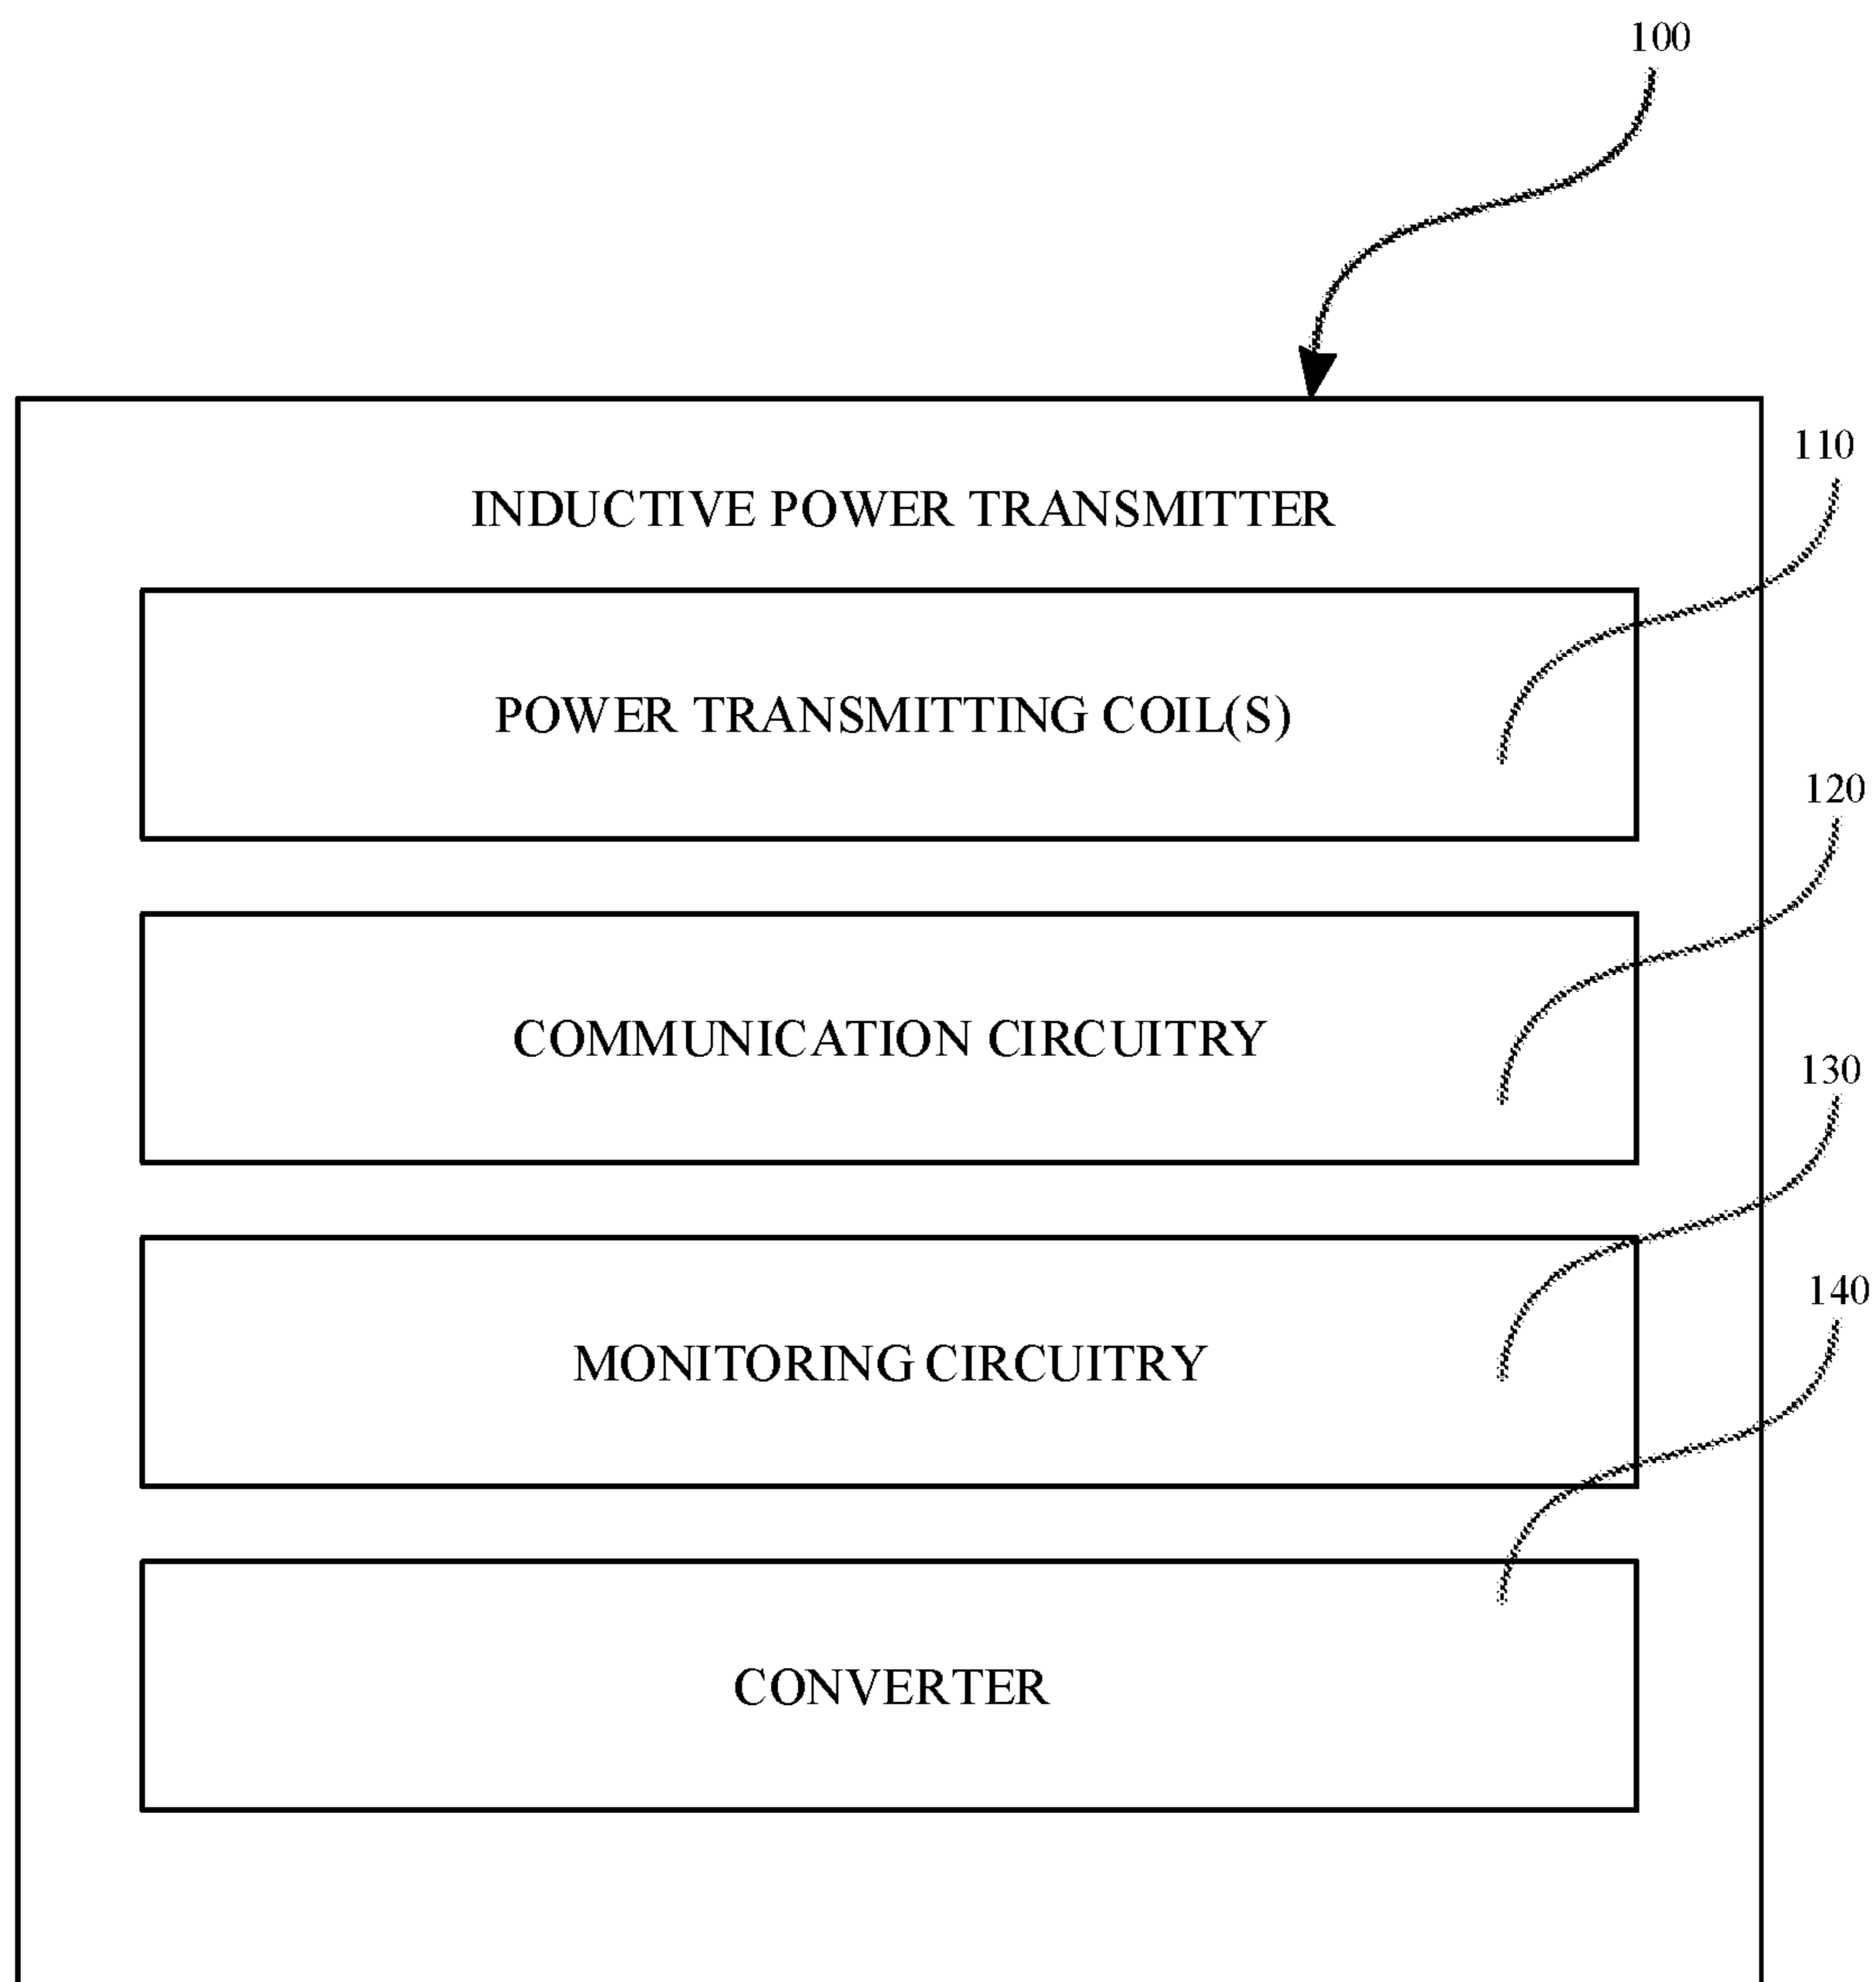 100
110
INDUCTIVE POWER TRANSMITTER
POWER TRANSMITTING COIL(S)
120
COMMUNICATION CIRCUITRY
130
MONITORING CIRCUITRY
140
CONVERTER